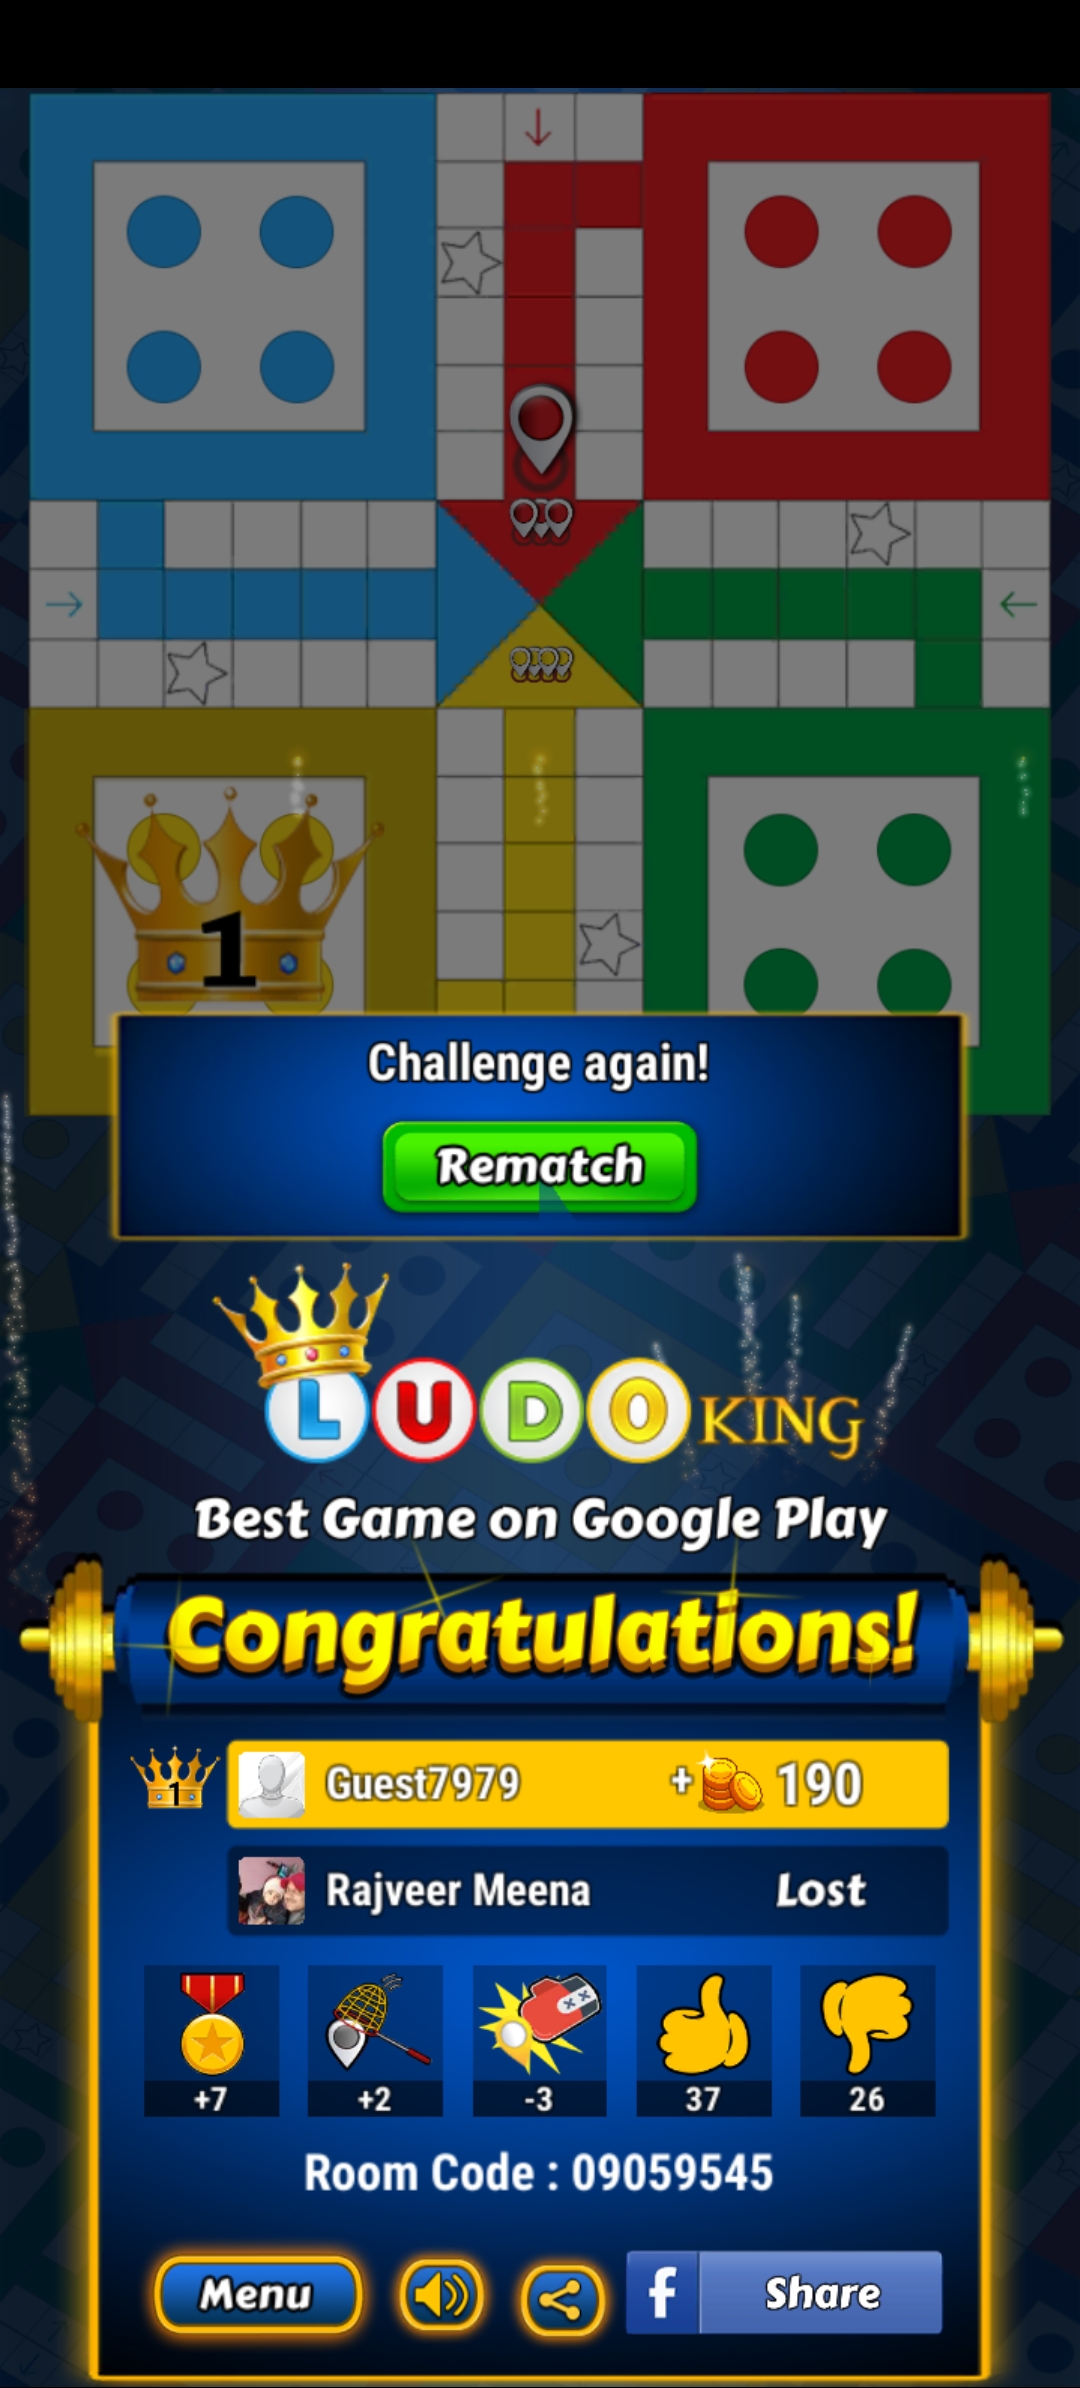 1
Challenge again!
Rematch
LUDO KING
Best Game on Google Play
Congratulations!
1 Guest7979 + 190
Rajveer Meena Lost
+7 +2 -3 37 26
Room Code : 09059545
Menu f Share